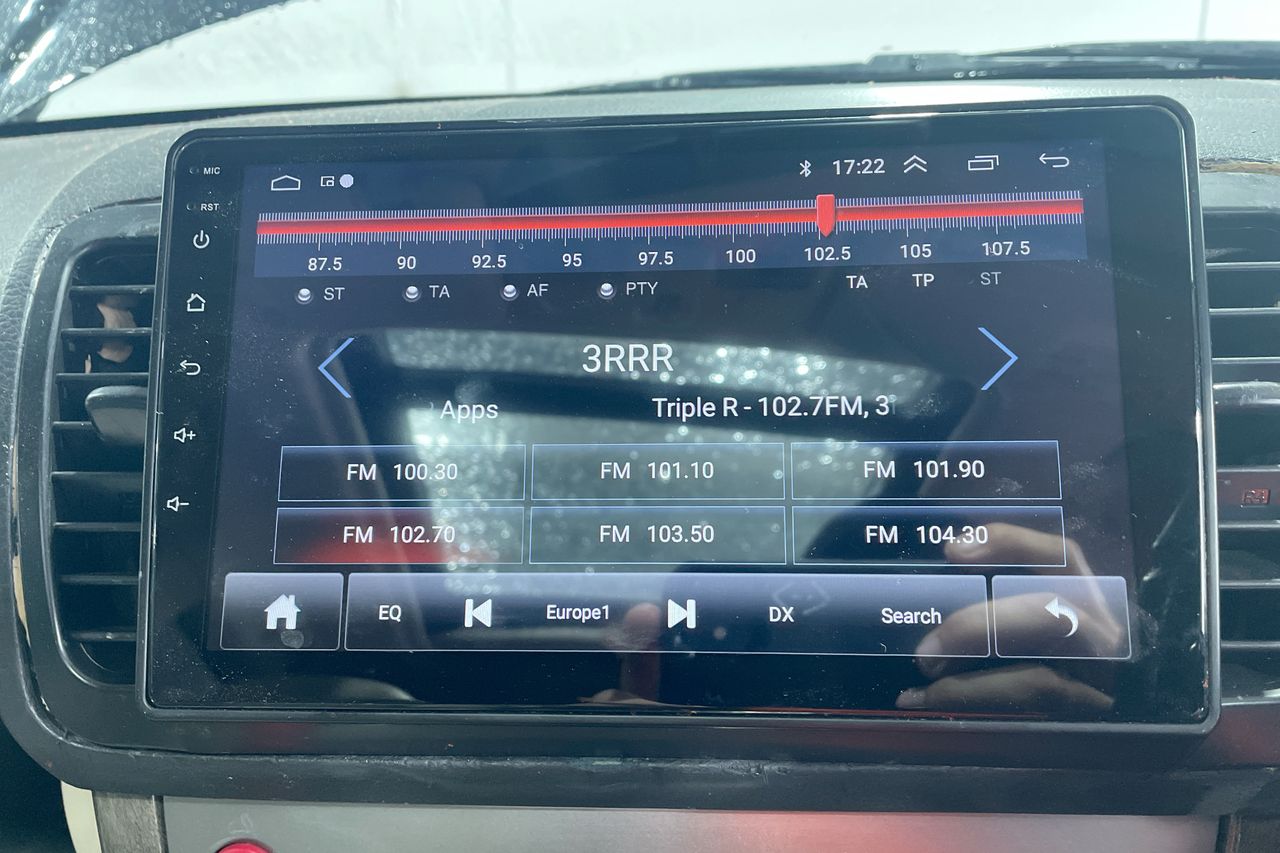 MIC
17:22
RST
87.5 90 92.5 95 97.5 100 102.5 105 107.5
ST TA AF PTY TA TP ST
3RRR
Apps Triple R - 102.7FM, 3
FM 100.30 FM 101.10 FM 101.90
FM 102.70 FM 103.50 FM 104.30
EQ Europe1 DX Search